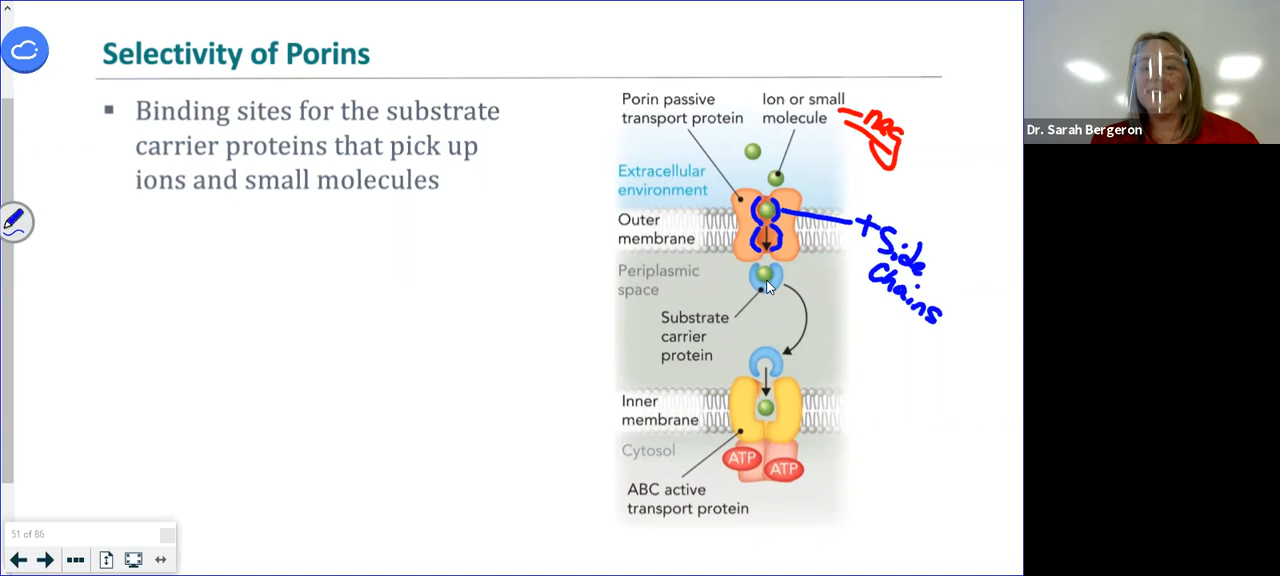 Selectivity of Porins
▪ Binding sites for the substrate
carrier proteins that pick up
ions and small molecules
Porin passive
transport protein
Ion or small
molecule
- neg
Extracellular
environment
Outer
membrane
+ Side
Chains
Periplasmic
space
Substrate
carrier
protein
Inner
membrane
Cytosol
ATP
ATP
ABC active
transport protein
51 of 86
Dr. Sarah Bergeron